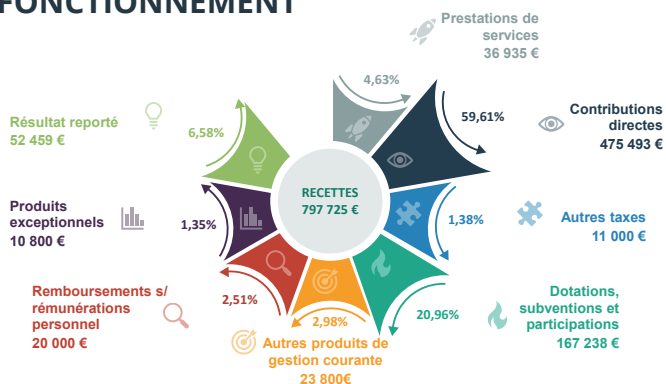 FONCTIONNEMENT
Prestations de
services
36 935 €
4,63%
59,61%
Contributions
directes
475 493 €
Résultat reporté
52 459 €
6,58%
RECETTES
797 725 €
Produits
exceptionnels
10 800 €
1,35%
1,38%
Autres taxes
11 000 €
Remboursements s/
rémunérations
personnel
20 000 €
2,51%
2,98%
20,96%
Dotations,
subventions et
participations
167 238 €
Autres produits de
gestion courante
23 800€